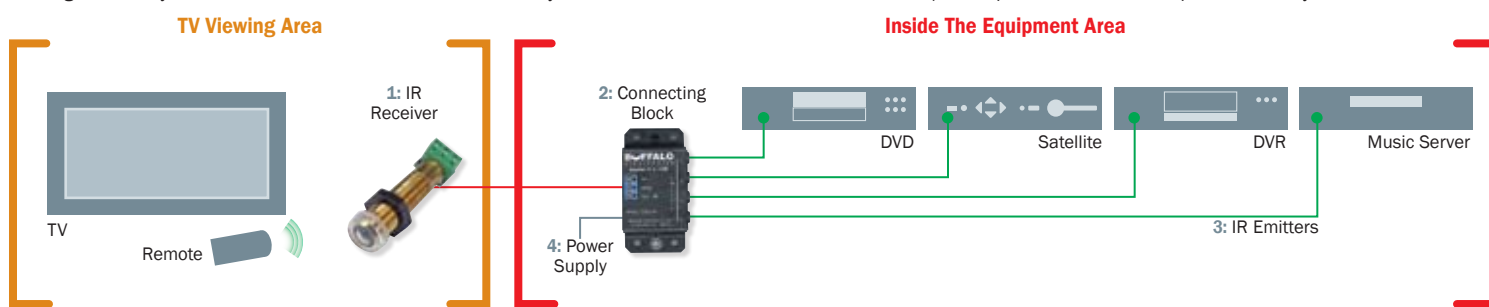 TV Viewing Area
Inside The Equipment Area
1: IR
Receiver
2: Connecting
Block
DVD
Satellite
DVR
Music Server
TV
Remote
4: Power
Supply
3: IR Emitters
BUFFALO